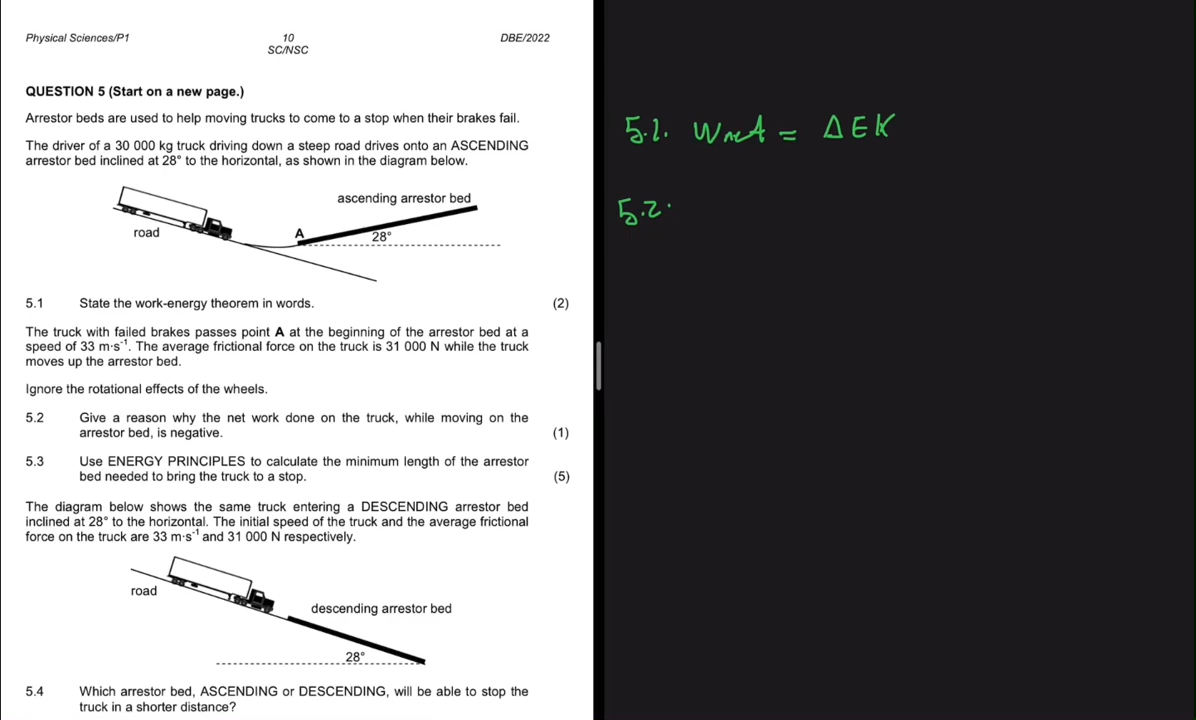 Physical Sciences/P1 10 DBE/2022
SC/NSC
QUESTION 5 (Start on a new page.)
Arrestor beds are used to help moving trucks to come to a stop when their brakes fail.
The driver of a 30 000 kg truck driving down a steep road drives onto an ASCENDING
arrestor bed inclined at 28° to the horizontal, as shown in the diagram below.
ascending arrestor bed
road
A
28°
5.1 State the work-energy theorem in words. (2)
The truck with failed brakes passes point A at the beginning of the arrestor bed at a
speed of 33 m·s⁻¹. The average frictional force on the truck is 31 000 N while the truck
moves up the arrestor bed.
Ignore the rotational effects of the wheels.
5.2 Give a reason why the net work done on the truck, while moving on the
arrestor bed, is negative. (1)
5.3 Use ENERGY PRINCIPLES to calculate the minimum length of the arrestor
bed needed to bring the truck to a stop. (5)
The diagram below shows the same truck entering a DESCENDING arrestor bed
inclined at 28° to the horizontal. The initial speed of the truck and the average frictional
force on the truck are 33 m·s⁻¹ and 31 000 N respectively.
road
descending arrestor bed
28°
5.4 Which arrestor bed, ASCENDING or DESCENDING, will be able to stop the
truck in a shorter distance?
5.1. Wnet = ΔEK
5.2.